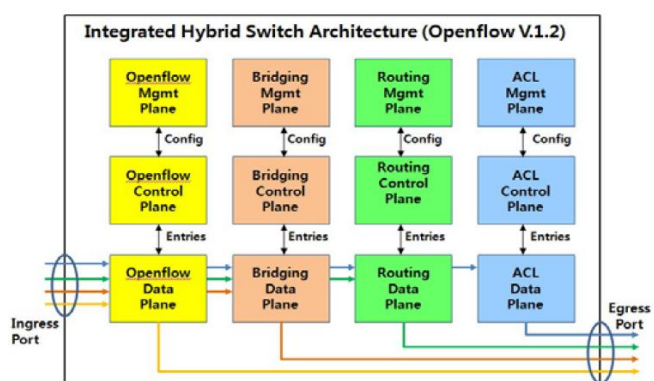 Integrated Hybrid Switch Architecture (Openflow V.1.2)
Openflow
Mgmt
Plane
Bridging
Mgmt
Plane
Routing
Mgmt
Plane
ACL
Mgmt
Plane
Config
Config
Config
Config
Openflow
Control
Plane
Bridging
Control
Plane
Routing
Control
Plane
ACL
Control
Plane
Entries
Entries
Entries
Entries
Openflow
Data
Plane
Bridging
Data
Plane
Routing
Data
Plane
ACL
Data
Plane
Ingress
Port
Egress
Port